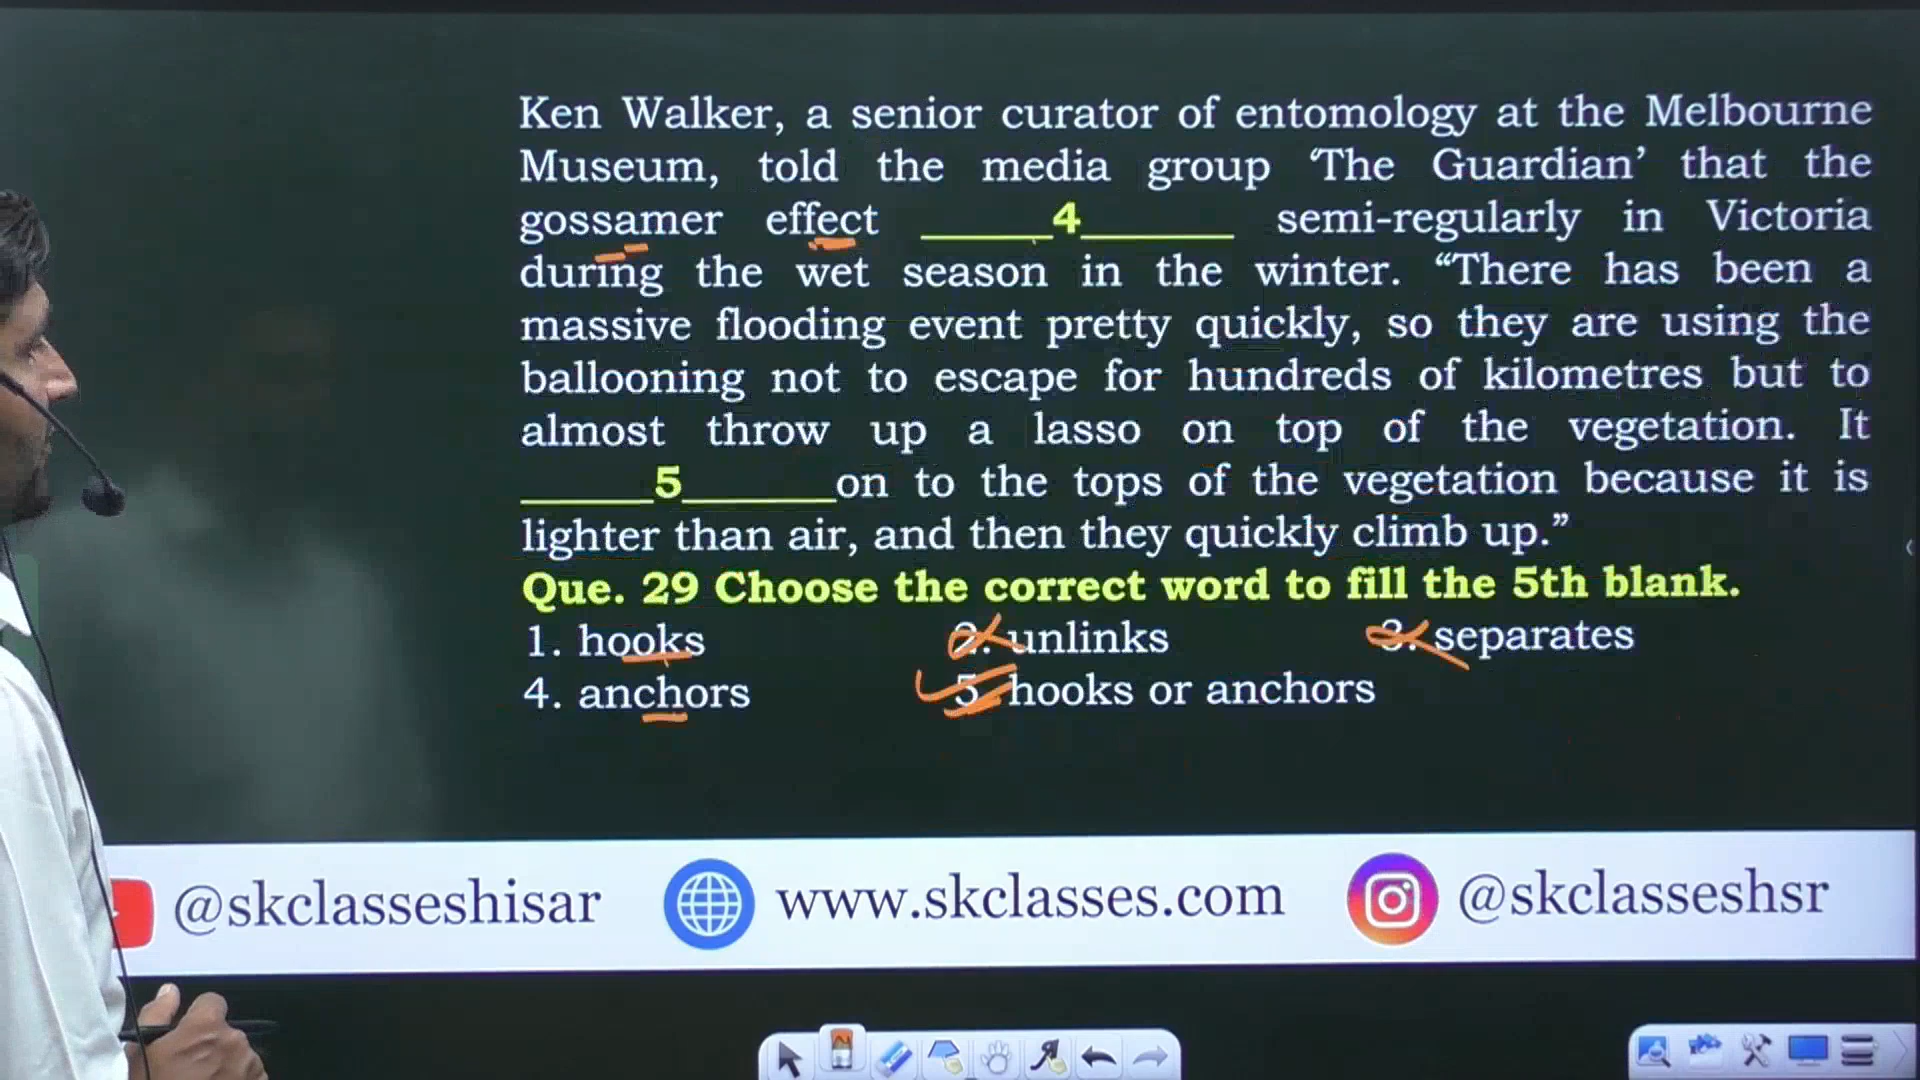 Ken Walker, a senior curator of entomology at the Melbourne
Museum, told the media group ‘The Guardian’ that the
gossamer effect ______4_______ semi-regularly in Victoria
during the wet season in the winter. “There has been a
massive flooding event pretty quickly, so they are using the
ballooning not to escape for hundreds of kilometres but to
almost throw up a lasso on top of the vegetation. It
______5_______on to the tops of the vegetation because it is
lighter than air, and then they quickly climb up.”
Que. 29 Choose the correct word to fill the 5th blank.
1. hooks 2. unlinks 3. separates
4. anchors 5. hooks or anchors
@skclasseshisar www.skclasses.com @skclasseshsr